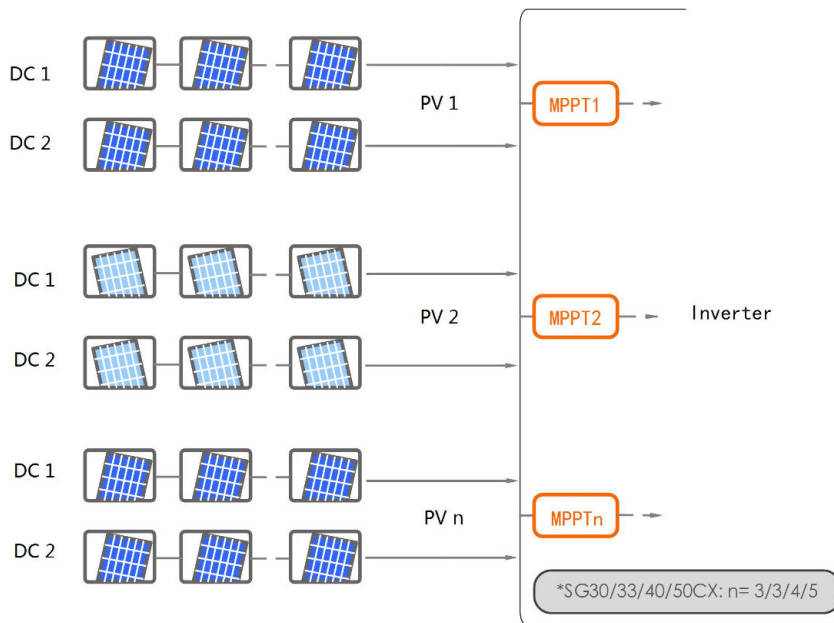 DC 1
PV 1
MPPT1
DC 2
DC 1
PV 2
MPPT2
Inverter
DC 2
DC 1
PV n
MPPTn
DC 2
*SG30/33/40/50CX: n= 3/3/4/5